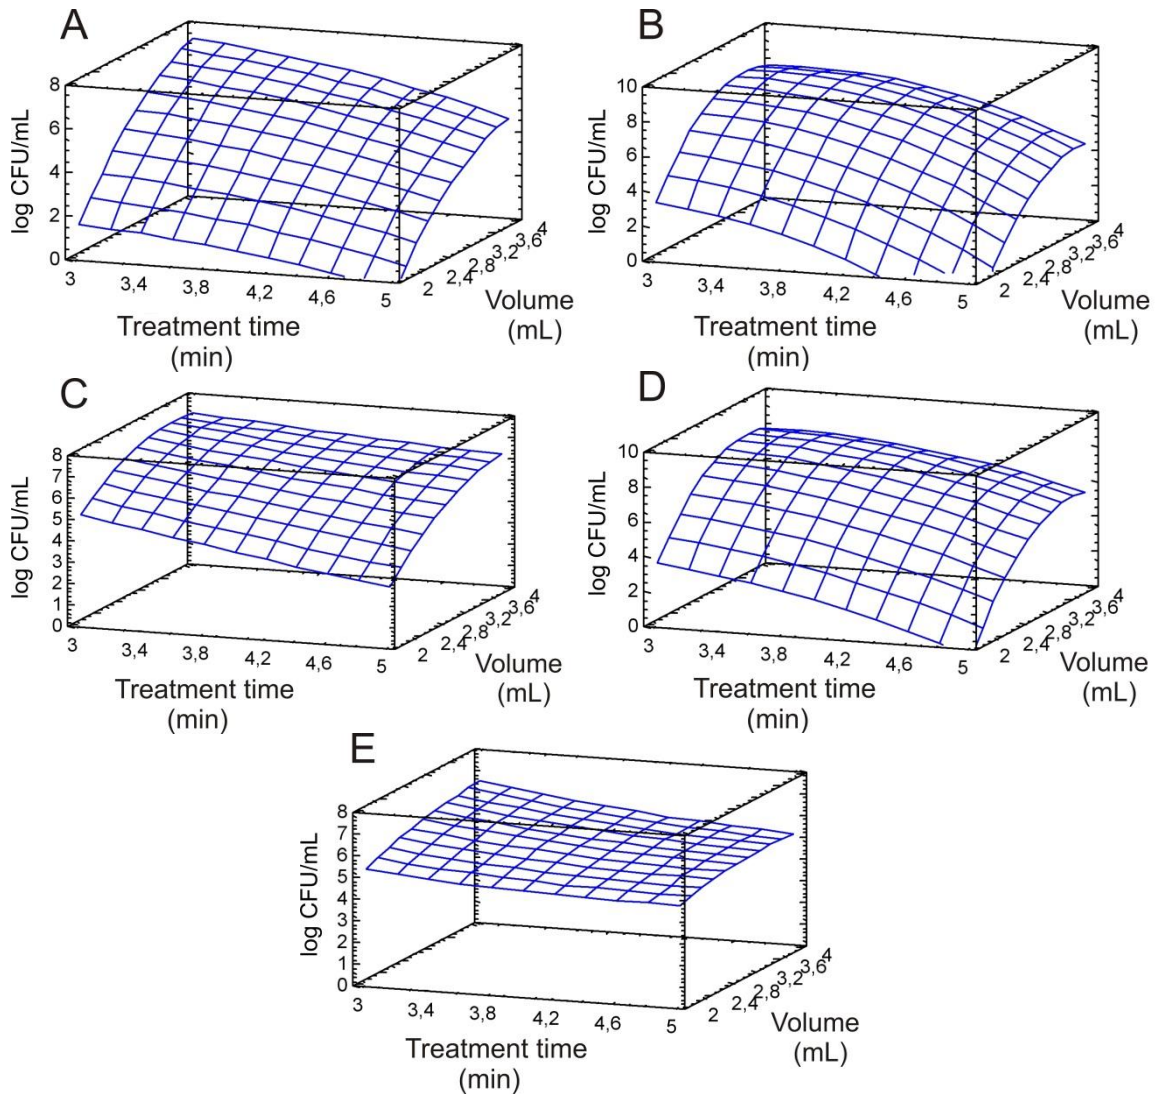 A
log CFU/mL
8
6
4
2
0
3 3,4 3,8 4,2 4,6 5
Treatment time
(min)
2 2,4 2,8 3,2 3,6 4
Volume
(mL)
B
log CFU/mL
10
8
6
4
2
0
3 3,4 3,8 4,2 4,6 5
Treatment time
(min)
2 2,4 2,8 3,2 3,6 4
Volume
(mL)
C
log CFU/mL
8
7
6
5
4
3
2
1
0
3 3,4 3,8 4,2 4,6 5
Treatment time
(min)
2 2,4 2,8 3,2 3,6 4
Volume
(mL)
D
log CFU/mL
10
8
6
4
2
0
3 3,4 3,8 4,2 4,6 5
Treatment time
(min)
2 2,4 2,8 3,2 3,6 4
Volume
(mL)
E
log CFU/mL
8
7
6
5
4
3
2
1
0
3 3,4 3,8 4,2 4,6 5
Treatment time
(min)
2 2,4 2,8 3,2 3,6 4
Volume
(mL)